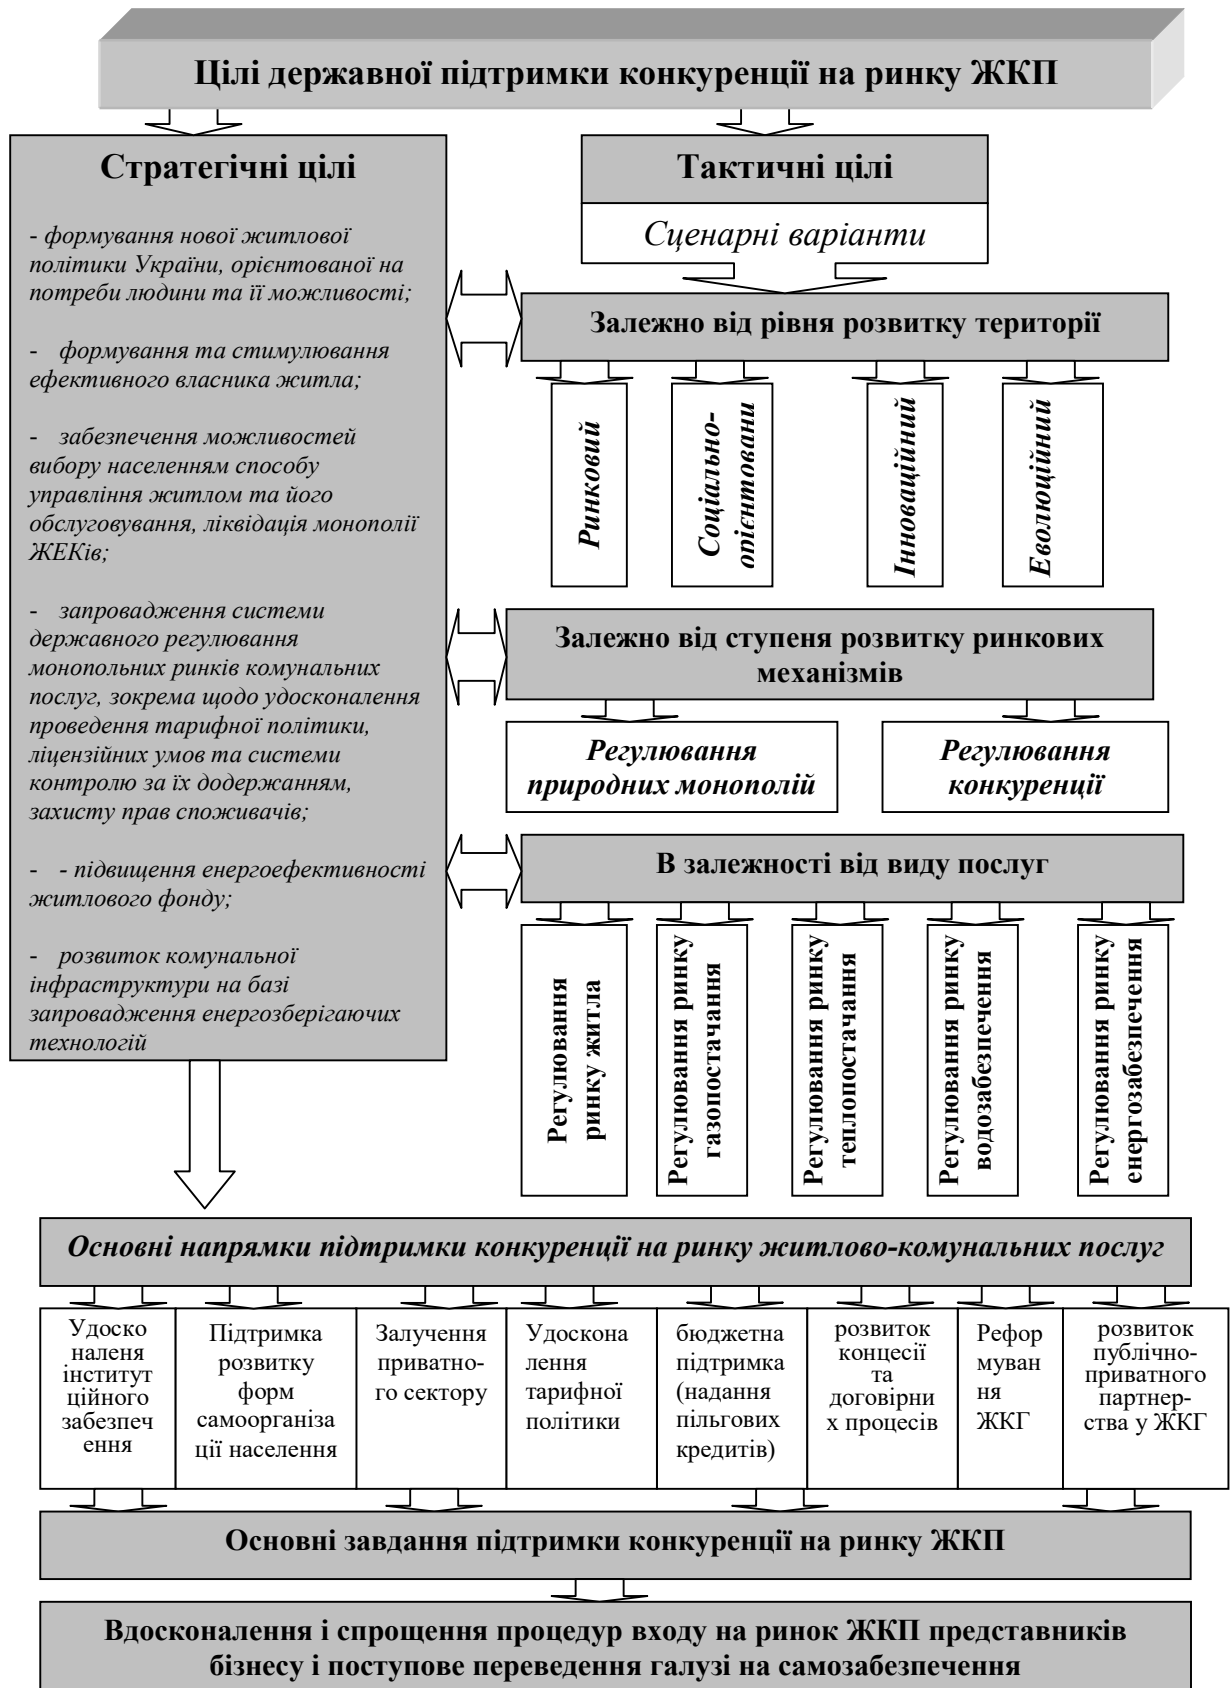 Цілі державної підтримки конкуренції на ринку ЖКП
Стратегічні цілі
- формування нової житлової
політики України, орієнтованої на
потреби людини та її можливості;
- формування та стимулювання
ефективного власника житла;
- забезпечення можливостей
вибору населенням способу
управління житлом та його
обслуговування, ліквідація монополії
ЖЕКів;
- запровадження системи
державного регулювання
монопольних ринків комунальних
послуг, зокрема щодо удосконалення
проведення тарифної політики,
ліцензійних умов та системи
контролю за їх додержанням,
захисту прав споживачів;
- - підвищення енергоефективності
житлового фонду;
- розвиток комунальної
інфраструктури на базі
запровадження енергозберігаючих
технологій
Тактичні цілі
Сценарні варіанти
Залежно від рівня розвитку території
Ринковий
Соціально-
орієнтовани
Інноваційний
Еволюційний
Залежно від ступеня розвитку ринкових
механізмів
Регулювання
природних монополій
Регулювання
конкуренції
В залежності від виду послуг
Регулювання
ринку житла
Регулювання ринку
газопостачання
Регулювання ринку
теплопостачання
Регулювання ринку
водозабезпечення
Регулювання ринку
енергозабезпечення
Основні напрямки підтримки конкуренції на ринку житлово-комунальних послуг
Удоско
наленя
інститут
ційного
забезпеч
ення
Підтримка
розвитку
форм
самоорганіза
ції населення
Залучення
приватно-
го сектору
Удоскона
лення
тарифної
політики
бюджетна
підтримка
(надання
пільгових
кредитів)
розвиток
концесії
та
договірни
х процесів
Рефор
муван
ня
ЖКГ
розвиток
публічно-
приватного
партнер-
ства у ЖКГ
Основні завдання підтримки конкуренції на ринку ЖКП
Вдосконалення і спрощення процедур входу на ринок ЖКП представників
бізнесу і поступове переведення галузі на самозабезпечення